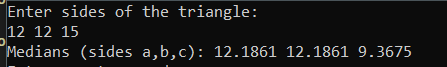 Enter sides of the triangle:
12 12 15
Medians (sides a,b,c): 12.1861 12.1861 9.3675